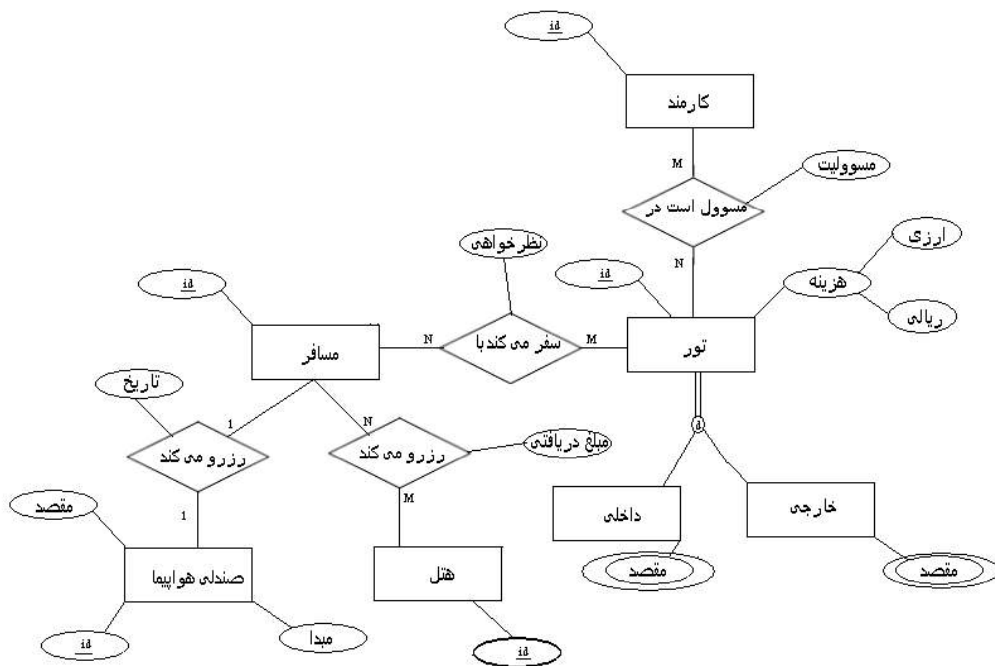 id
کارمند
M
مسوولیت
مسوول است در
N
نظرخواهی
ارزی
id
id
هزینه
ریالی
مسافر
N
سفر می کندبا
M
تور
تاریخ
1
N
d
رزرو می کند
رزرو می کند
مبلغ دریافتی
مقصد
1
M
داخلی
خارجی
صندلی هواپیما
هتل
مقصد
مقصد
id
مبدا
id